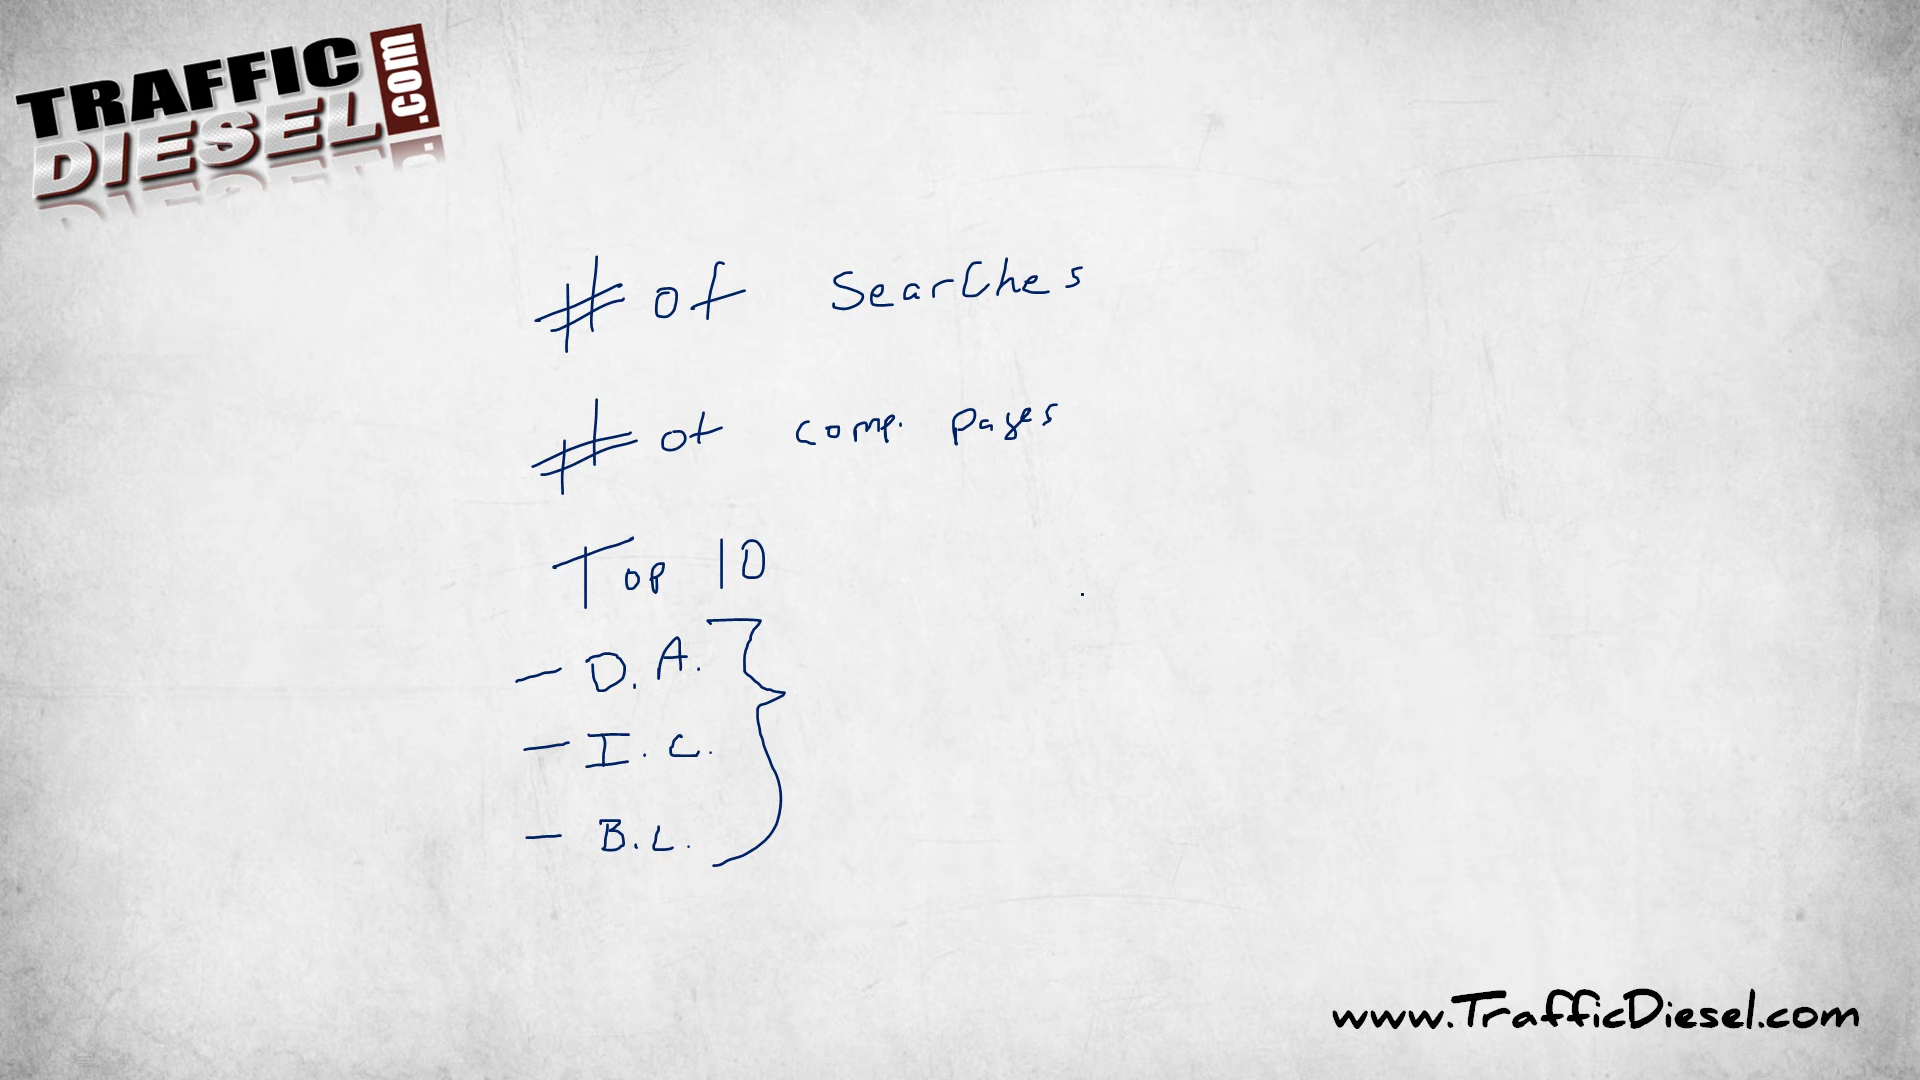 TRAFFIC
DIESEL.com
# of Searches
# of comp. pages
Top 10
— D.A.
— I.C.
— B.L.
www.TrafficDiesel.com